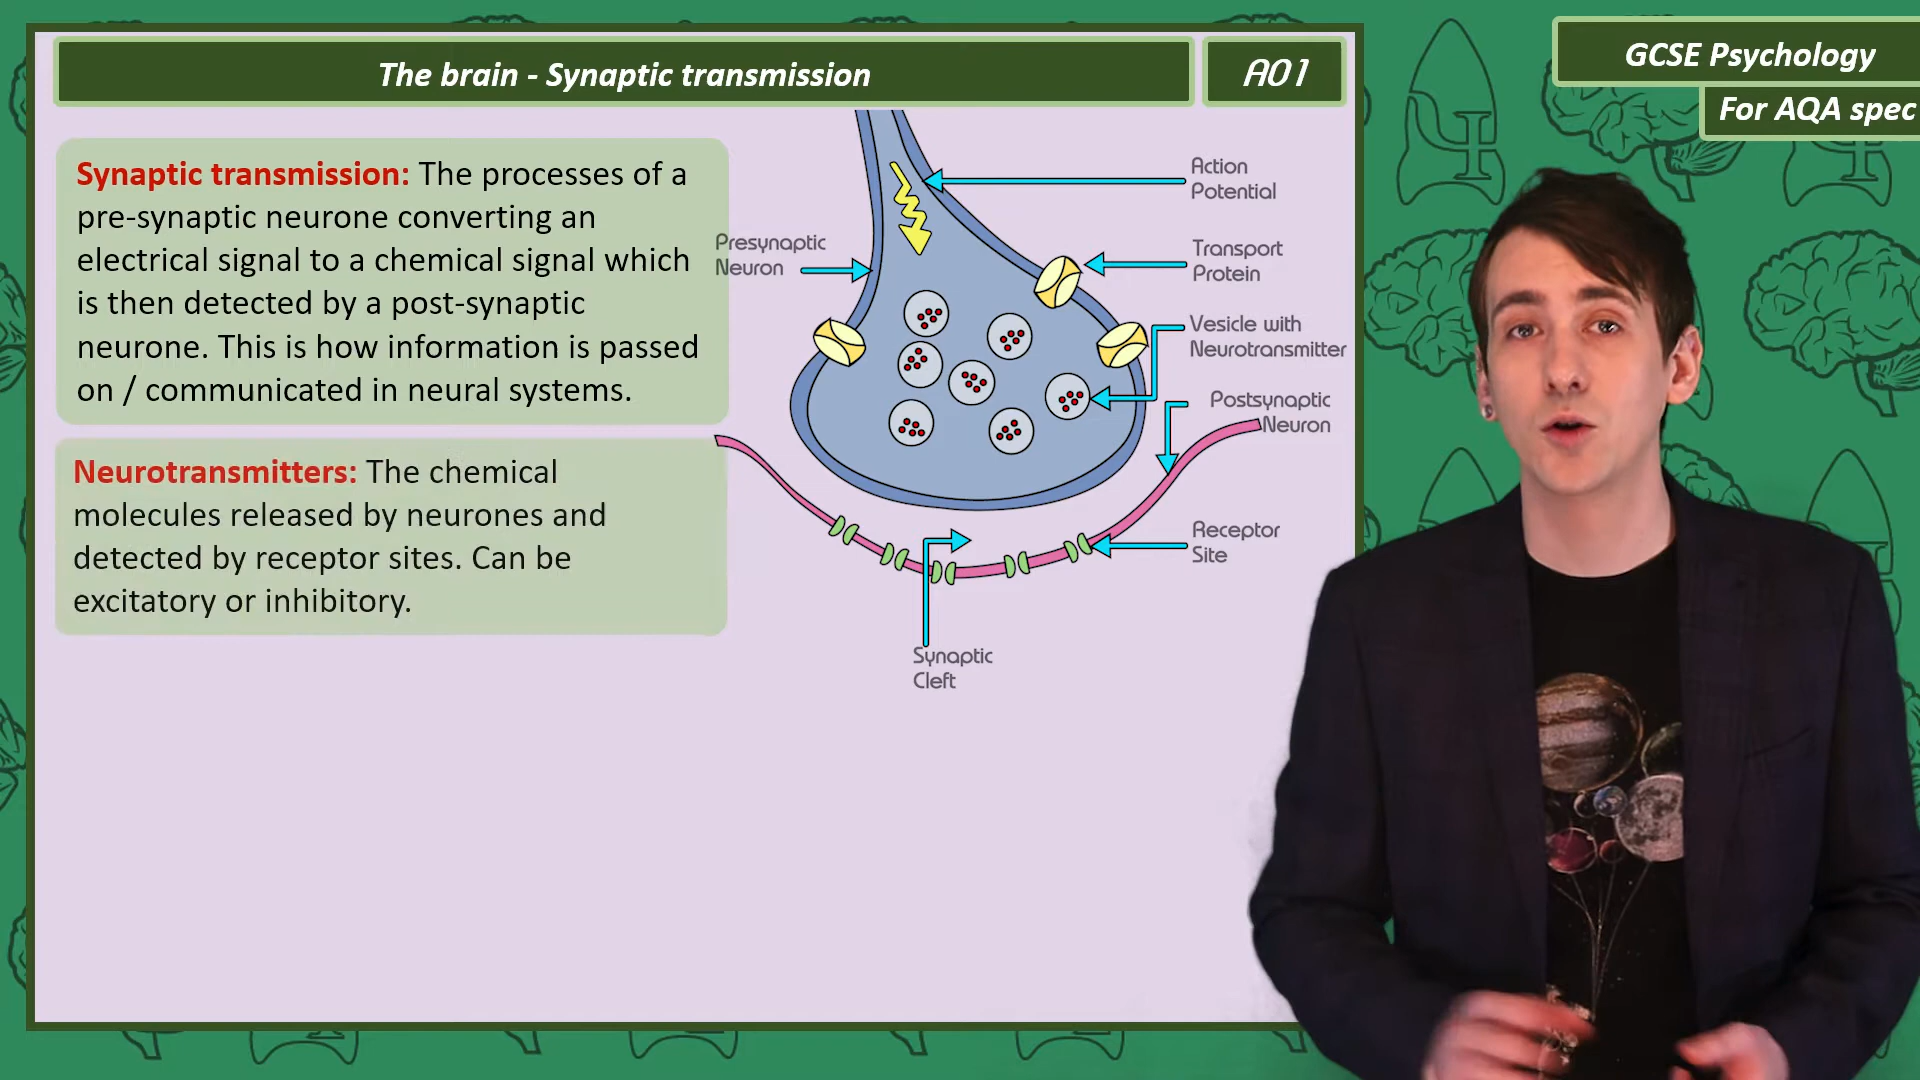 The brain - Synaptic transmission
AO1
GCSE Psychology
For AQA spec
Synaptic transmission: The processes of a
pre-synaptic neurone converting an
electrical signal to a chemical signal which
is then detected by a post-synaptic
neurone. This is how information is passed
on / communicated in neural systems.
Neurotransmitters: The chemical
molecules released by neurones and
detected by receptor sites. Can be
excitatory or inhibitory.
Presynaptic
Neuron
Action
Potential
Transport
Protein
Vesicle with
Neurotransmitter
Postsynaptic
Neuron
Receptor
Site
Synaptic
Cleft